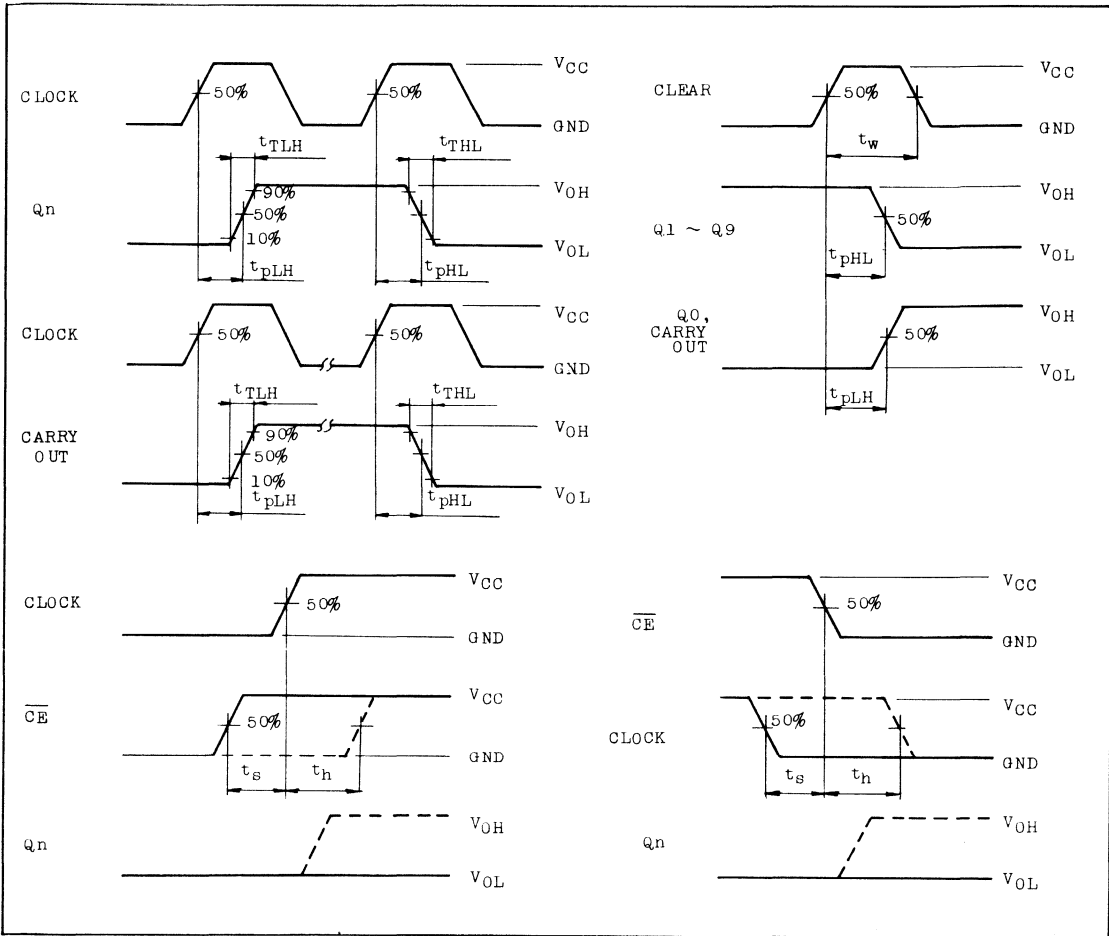 CLOCK
50%
50%
VCC
GND
tTLH
tTHL
Qn
90%
50%
10%
VOH
VOL
tpLH
tpHL
CLOCK
50%
50%
VCC
GND
tTLH
tTHL
CARRY
OUT
90%
50%
10%
VOH
VOL
tpLH
tpHL
CLEAR
50%
VCC
GND
tw
Q1 ~ Q9
50%
VOH
VOL
tpHL
Q0,
CARRY
OUT
50%
VOH
VOL
tpLH
CLOCK
50%
VCC
GND
C̅E̅
50%
VCC
GND
ts
th
Qn
VOH
VOL
C̅E̅
50%
VCC
GND
CLOCK
50%
VCC
GND
ts
th
Qn
VOH
VOL